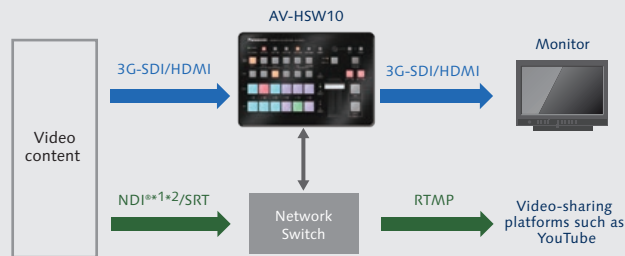 AV-HSW10
Monitor
3G-SDI/HDMI
3G-SDI/HDMI
Video
content
NDI®*1*2/SRT
Network
Switch
RTMP
Video-sharing
platforms such as
YouTube
Panasonic